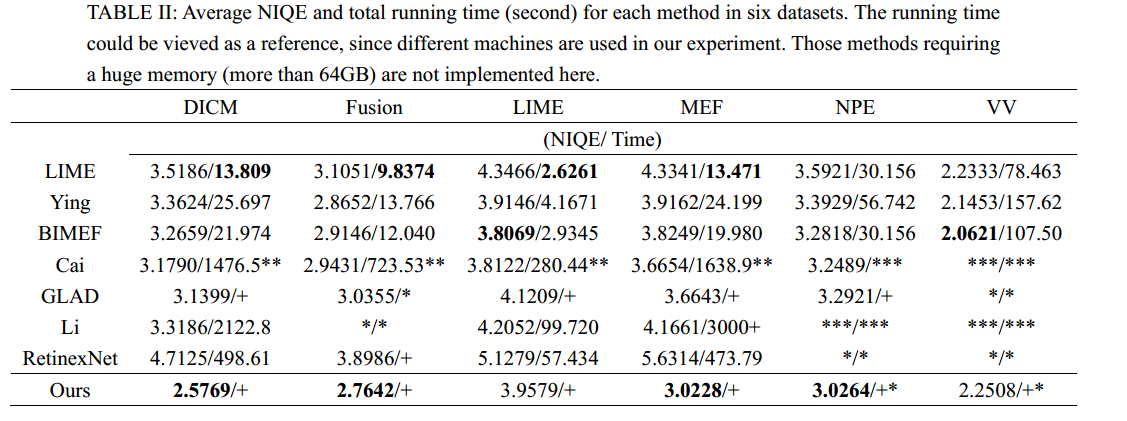 TABLE II: Average NIQE and total running time (second) for each method in six datasets. The running time
could be vieved as a reference, since different machines are used in our experiment. Those methods requiring
a huge memory (more than 64GB) are not implemented here.
DICM Fusion LIME MEF NPE VV
(NIQE/ Time)
LIME 3.5186/13.809 3.1051/9.8374 4.3466/2.6261 4.3341/13.471 3.5921/30.156 2.2333/78.463
Ying 3.3624/25.697 2.8652/13.766 3.9146/4.1671 3.9162/24.199 3.3929/56.742 2.1453/157.62
BIMEF 3.2659/21.974 2.9146/12.040 3.8069/2.9345 3.8249/19.980 3.2818/30.156 2.0621/107.50
Cai 3.1790/1476.5** 2.9431/723.53** 3.8122/280.44** 3.6654/1638.9** 3.2489/*** ***/***
GLAD 3.1399/+ 3.0355/* 4.1209/+ 3.6643/+ 3.2921/+ */*
Li 3.3186/2122.8 */* 4.2052/99.720 4.1661/3000+ ***/*** ***/***
RetinexNet 4.7125/498.61 3.8986/+ 5.1279/57.434 5.6314/473.79 */* */*
Ours 2.5769/+ 2.7642/+ 3.9579/+ 3.0228/+ 3.0264/+* 2.2508/+*